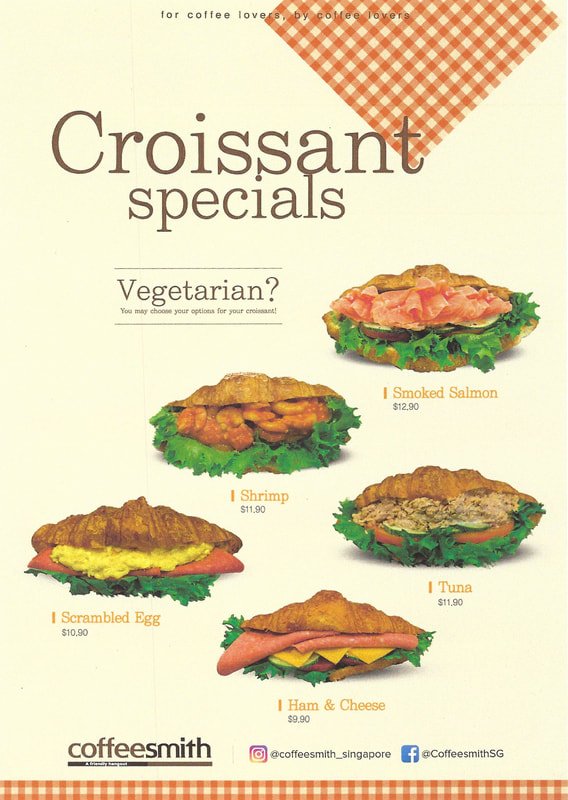 for coffee lovers, by coffee lovers
Croissant
specials
Vegetarian?
You may choose your options for your croissant!
Smoked Salmon
$12,90
Shrimp
$11,90
Tuna
$11,90
Scrambled Egg
$10,90
Ham & Cheese
$9,90
coffeesmith
A friendly hangout
@coffeesmith_singapore
@CoffeesmithSG